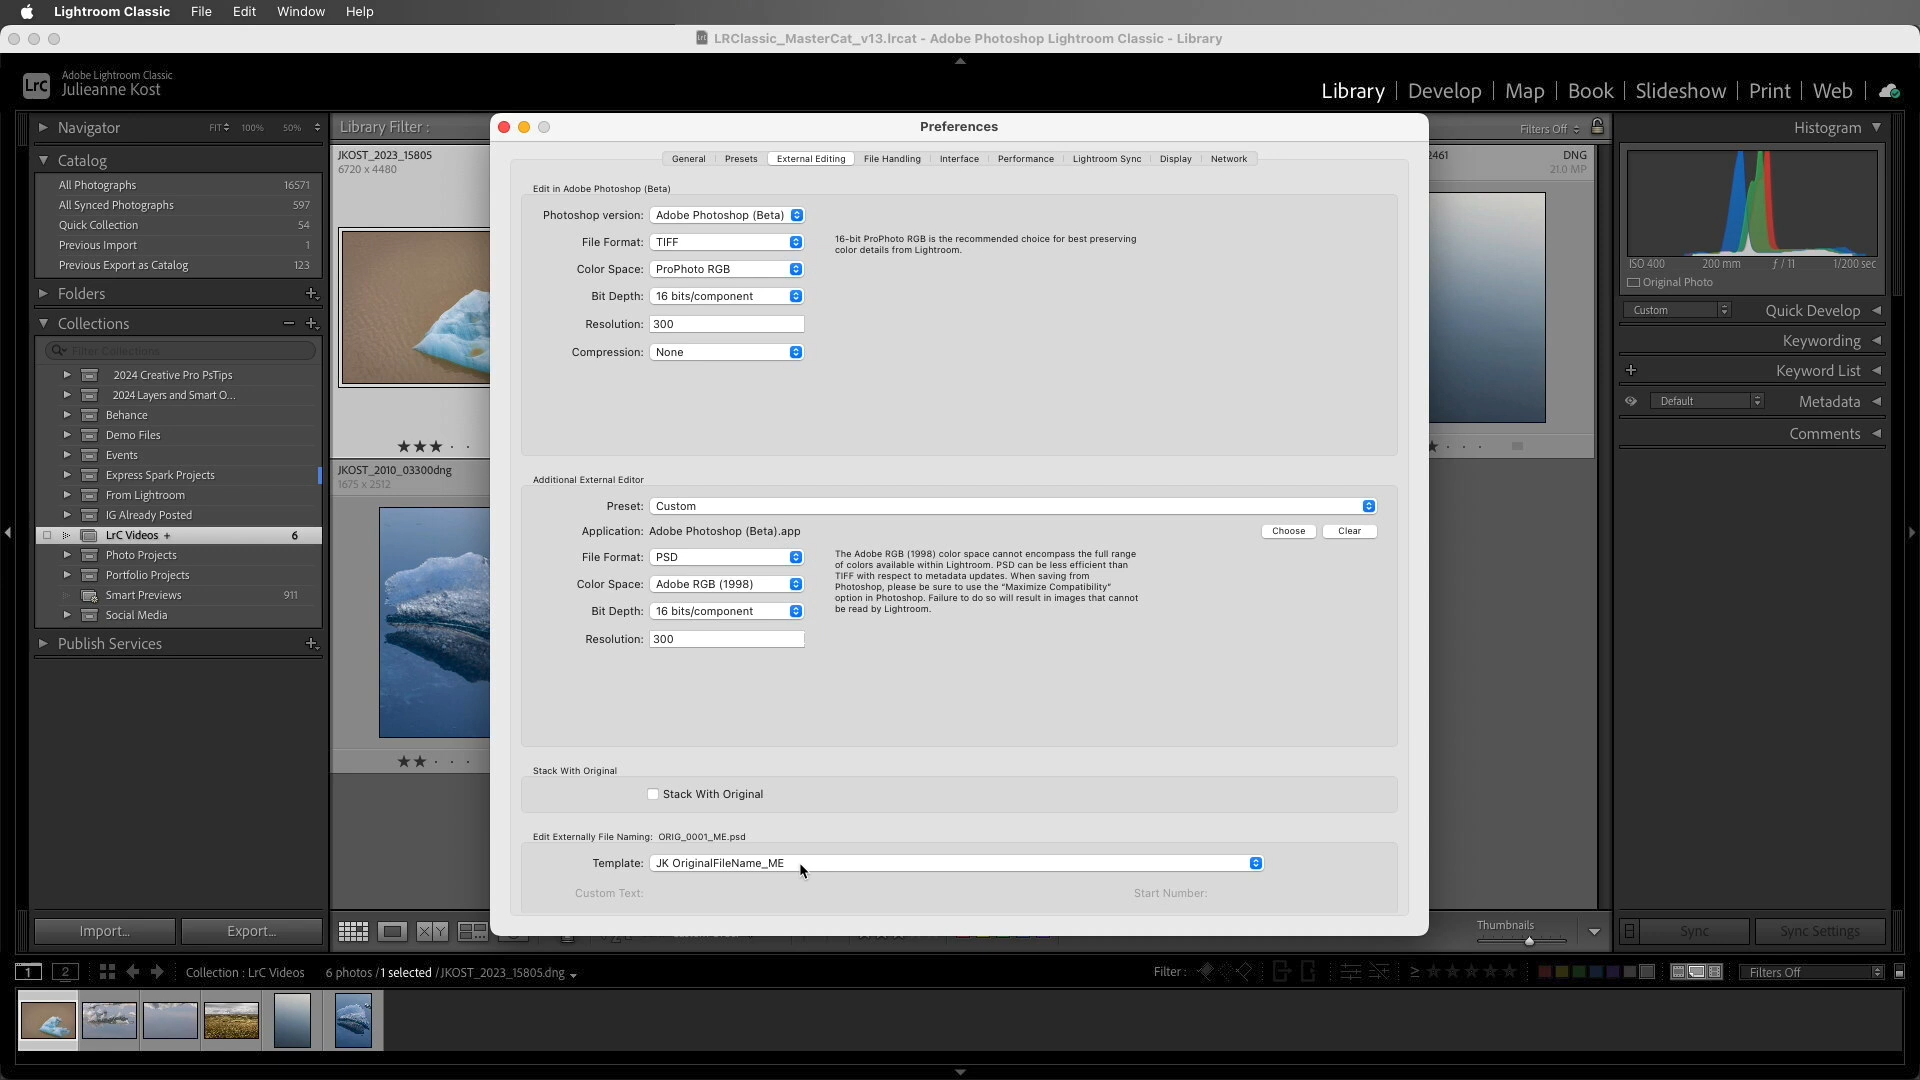 Lightroom Classic File Edit Window Help
LRClassic_MasterCat_v13.lrcat - Adobe Photoshop Lightroom Classic - Library
LrC
Adobe Lightroom Classic
Julieanne Kost
Library | Develop | Map | Book | Slideshow | Print | Web
Navigator FIT 100% 50%
Catalog
All Photographs 16571
All Synced Photographs 597
Quick Collection 54
Previous Import 1
Previous Export as Catalog 123
Folders
Collections
Filter Collections
2024 Creative Pro PsTips
2024 Layers and Smart O...
Behance
Demo Files
Events
Express Spark Projects
From Lightroom
IG Already Posted
LrC Videos + 6
Photo Projects
Portfolio Projects
Smart Previews 911
Social Media
Publish Services
Import...
Export...
Library Filter :
Filters Off
JKOST_2023_15805
6720 x 4480
JKOST_2010_03300dng
1675 x 2512
2461 DNG
21.0 MP
Preferences
General Presets External Editing File Handling Interface Performance Lightroom Sync Display Network
Edit in Adobe Photoshop (Beta)
Photoshop version: Adobe Photoshop (Beta)
File Format: TIFF
Color Space: ProPhoto RGB
Bit Depth: 16 bits/component
Resolution: 300
Compression: None
16-bit ProPhoto RGB is the recommended choice for best preserving
color details from Lightroom.
Additional External Editor
Preset: Custom
Application: Adobe Photoshop (Beta).app
Choose
Clear
File Format: PSD
Color Space: Adobe RGB (1998)
Bit Depth: 16 bits/component
Resolution: 300
The Adobe RGB (1998) color space cannot encompass the full range
of colors available within Lightroom. PSD can be less efficient than
TIFF with respect to metadata updates. When saving from
Photoshop, please be sure to use the "Maximize Compatibility"
option in Photoshop. Failure to do so will result in images that cannot
be read by Lightroom.
Stack With Original
Stack With Original
Edit Externally File Naming: ORIG_0001_ME.psd
Template: JK OriginalFileName_ME
Custom Text: Start Number:
Histogram
ISO 400 200 mm ƒ / 11 1/200 sec
Original Photo
Custom Quick Develop
Keywording
Keyword List
Default Metadata
Comments
Thumbnails
Sync
Sync Settings
1 2 Collection : LrC Videos 6 photos / 1 selected / JKOST_2023_15805.dng
Filter :
Filters Off